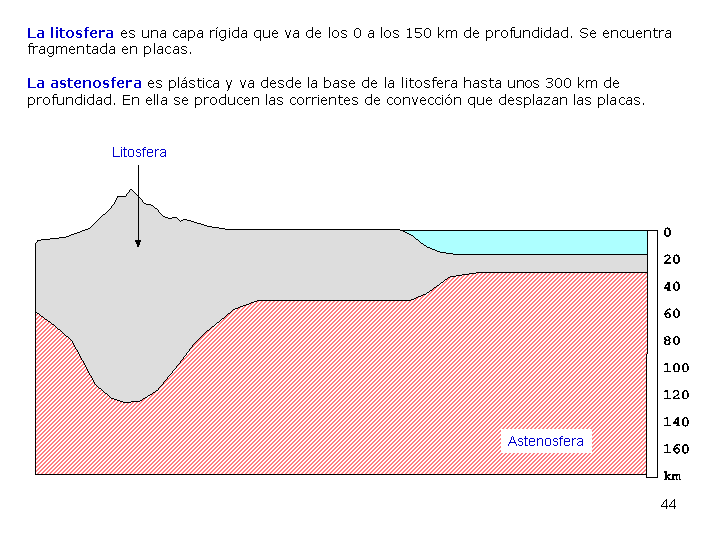 La litosfera es una capa rígida que va de los 0 a los 150 km de profundidad. Se encuentra
fragmentada en placas.
La astenosfera es plástica y va desde la base de la litosfera hasta unos 300 km de
profundidad. En ella se producen las corrientes de convección que desplazan las placas.
Litosfera
0
20
40
60
80
100
120
140
Astenosfera
160
km
44